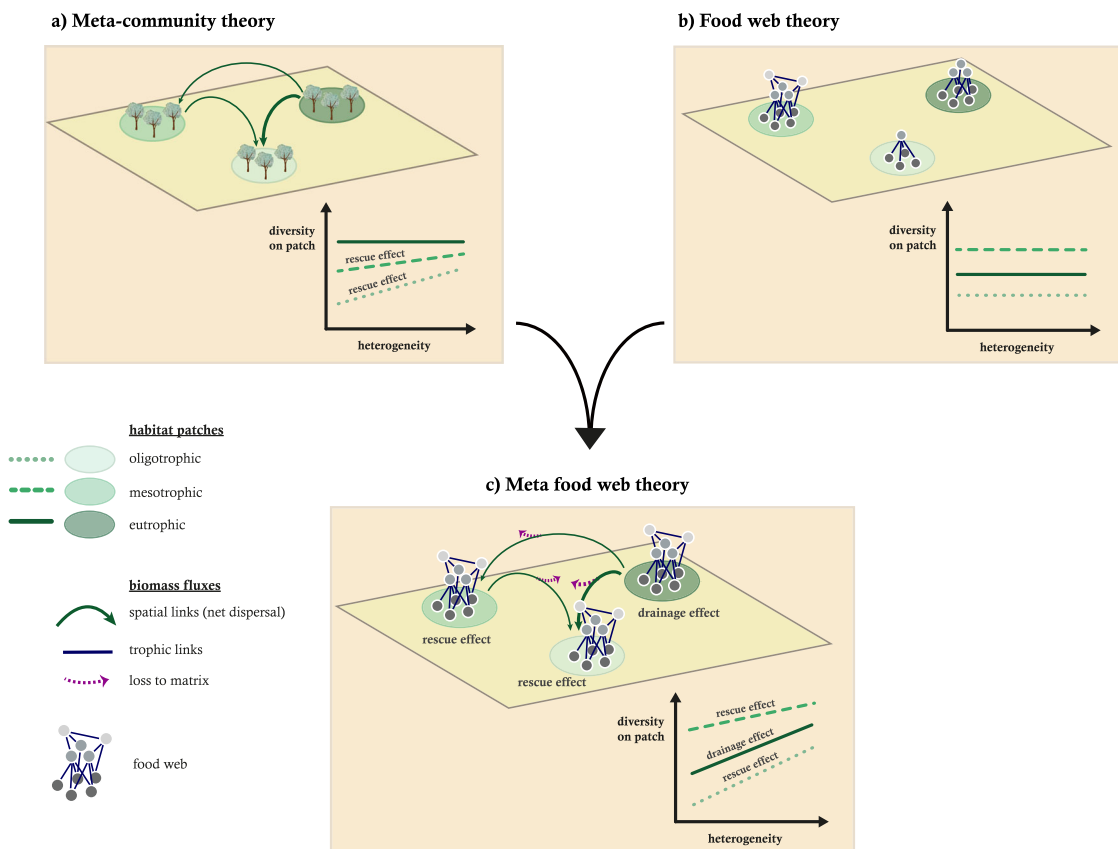 a) Meta-community theory
diversity
on patch
rescue effect
rescue effect
heterogeneity
b) Food web theory
diversity
on patch
heterogeneity
habitat patches
oligotrophic
mesotrophic
eutrophic
biomass fluxes
spatial links (net dispersal)
trophic links
loss to matrix
food web
c) Meta food web theory
rescue effect
drainage effect
rescue effect
diversity
on patch
rescue effect
drainage effect
rescue effect
heterogeneity